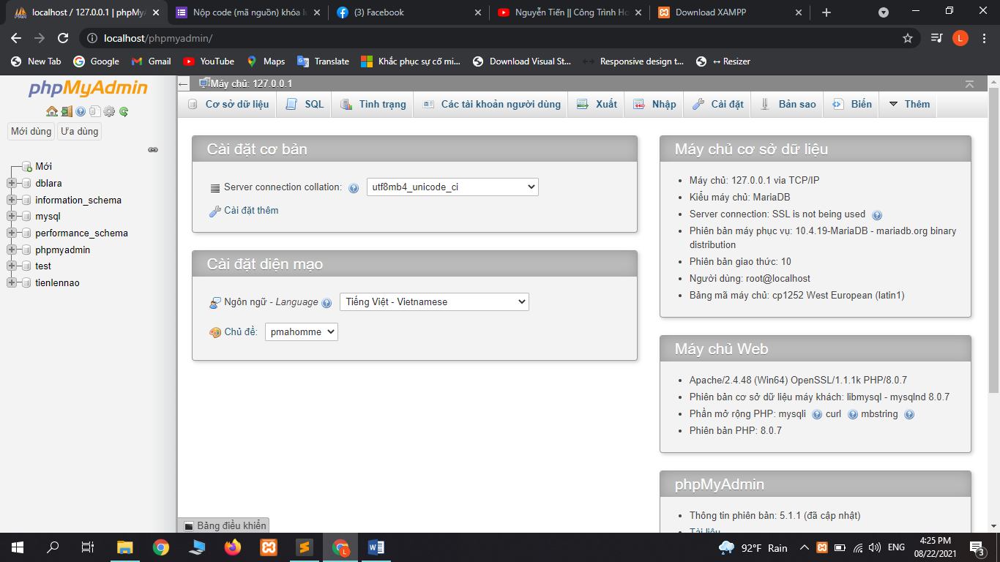 localhost / 127.0.0.1 | phpMyA
Nộp code (mã nguồn) khóa l
(3) Facebook
Nguyễn Tiến || Công Trình Ho
Download XAMPP
localhost/phpmyadmin/
L
New Tab
Google
Gmail
YouTube
Maps
Translate
Khắc phục sự cố mi...
Download Visual St...
Responsive design t...
↔ Resizer
phpMyAdmin
Mới dùng
Ưa dùng
Mới
dblara
information_schema
mysql
performance_schema
phpmyadmin
test
tienlennao
Máy chủ: 127.0.0.1
Cơ sở dữ liệu
SQL
Tình trạng
Các tài khoản người dùng
Xuất
Nhập
Cài đặt
Bản sao
Biến
Thêm
Cài đặt cơ bản
Server connection collation:
utf8mb4_unicode_ci
Cài đặt thêm
Cài đặt diện mạo
Ngôn ngữ - Language
Tiếng Việt - Vietnamese
Chủ đề:
pmahomme
Máy chủ cơ sở dữ liệu
Máy chủ: 127.0.0.1 via TCP/IP
Kiểu máy chủ: MariaDB
Server connection: SSL is not being used
Phiên bản máy phục vụ: 10.4.19-MariaDB - mariadb.org binary
distribution
Phiên bản giao thức: 10
Người dùng: root@localhost
Bảng mã máy chủ: cp1252 West European (latin1)
Máy chủ Web
Apache/2.4.48 (Win64) OpenSSL/1.1.1k PHP/8.0.7
Phiên bản cơ sở dữ liệu máy khách: libmysql - mysqlnd 8.0.7
Phần mở rộng PHP: mysqli curl mbstring
Phiên bản PHP: 8.0.7
phpMyAdmin
Thông tin phiên bản: 5.1.1 (đã cập nhật)
Tài liệu
Bảng điều khiển
92°F Rain
ENG
4:25 PM
08/22/2021
3